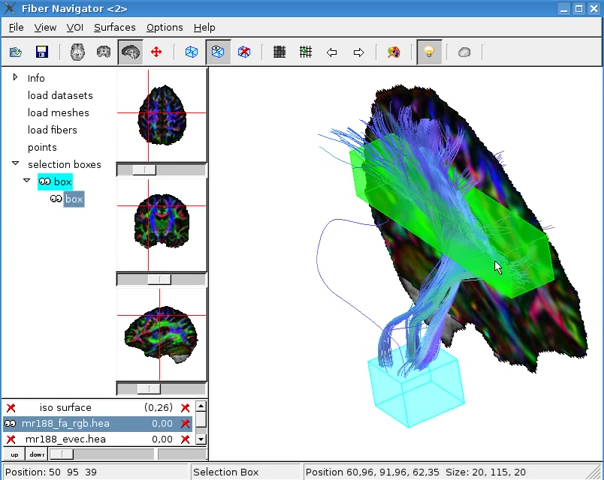 Fiber Navigator <2>
File View VOI Surfaces Options Help
Info
load datasets
load meshes
load fibers
points
selection boxes
box
box
iso surface (0,26)
mr188_fa_rgb.hea 0,00
mr188_evec.hea 0,00
up down
Position: 50 95 39 Selection Box Position 60,96, 91,96, 62,35 Size: 20, 115, 20